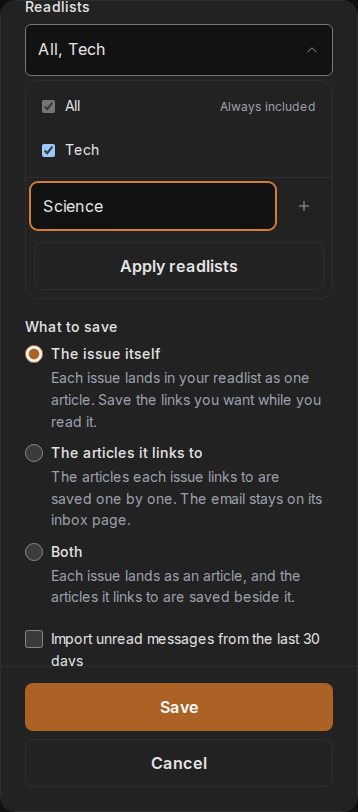 Readlists
All, Tech
All Always included
Tech
Science
+
Apply readlists
What to save
The issue itself
Each issue lands in your readlist as one
article. Save the links you want while you
read it.
The articles it links to
The articles each issue links to are
saved one by one. The email stays on its
inbox page.
Both
Each issue lands as an article, and the
articles it links to are saved beside it.
Import unread messages from the last 30
days
Save
Cancel